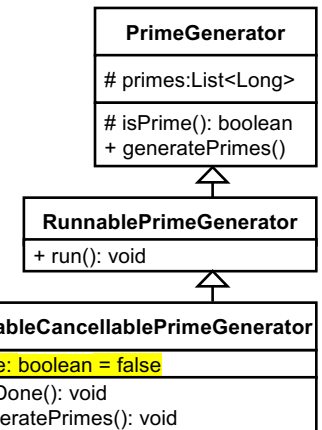 PrimeGenerator
# primes:List<Long>
# isPrime(): boolean
+ generatePrimes()
RunnablePrimeGenerator
+ run(): void
ableCancellablePrimeGenerator
e: boolean = false
Done(): void
eratePrimes(): void